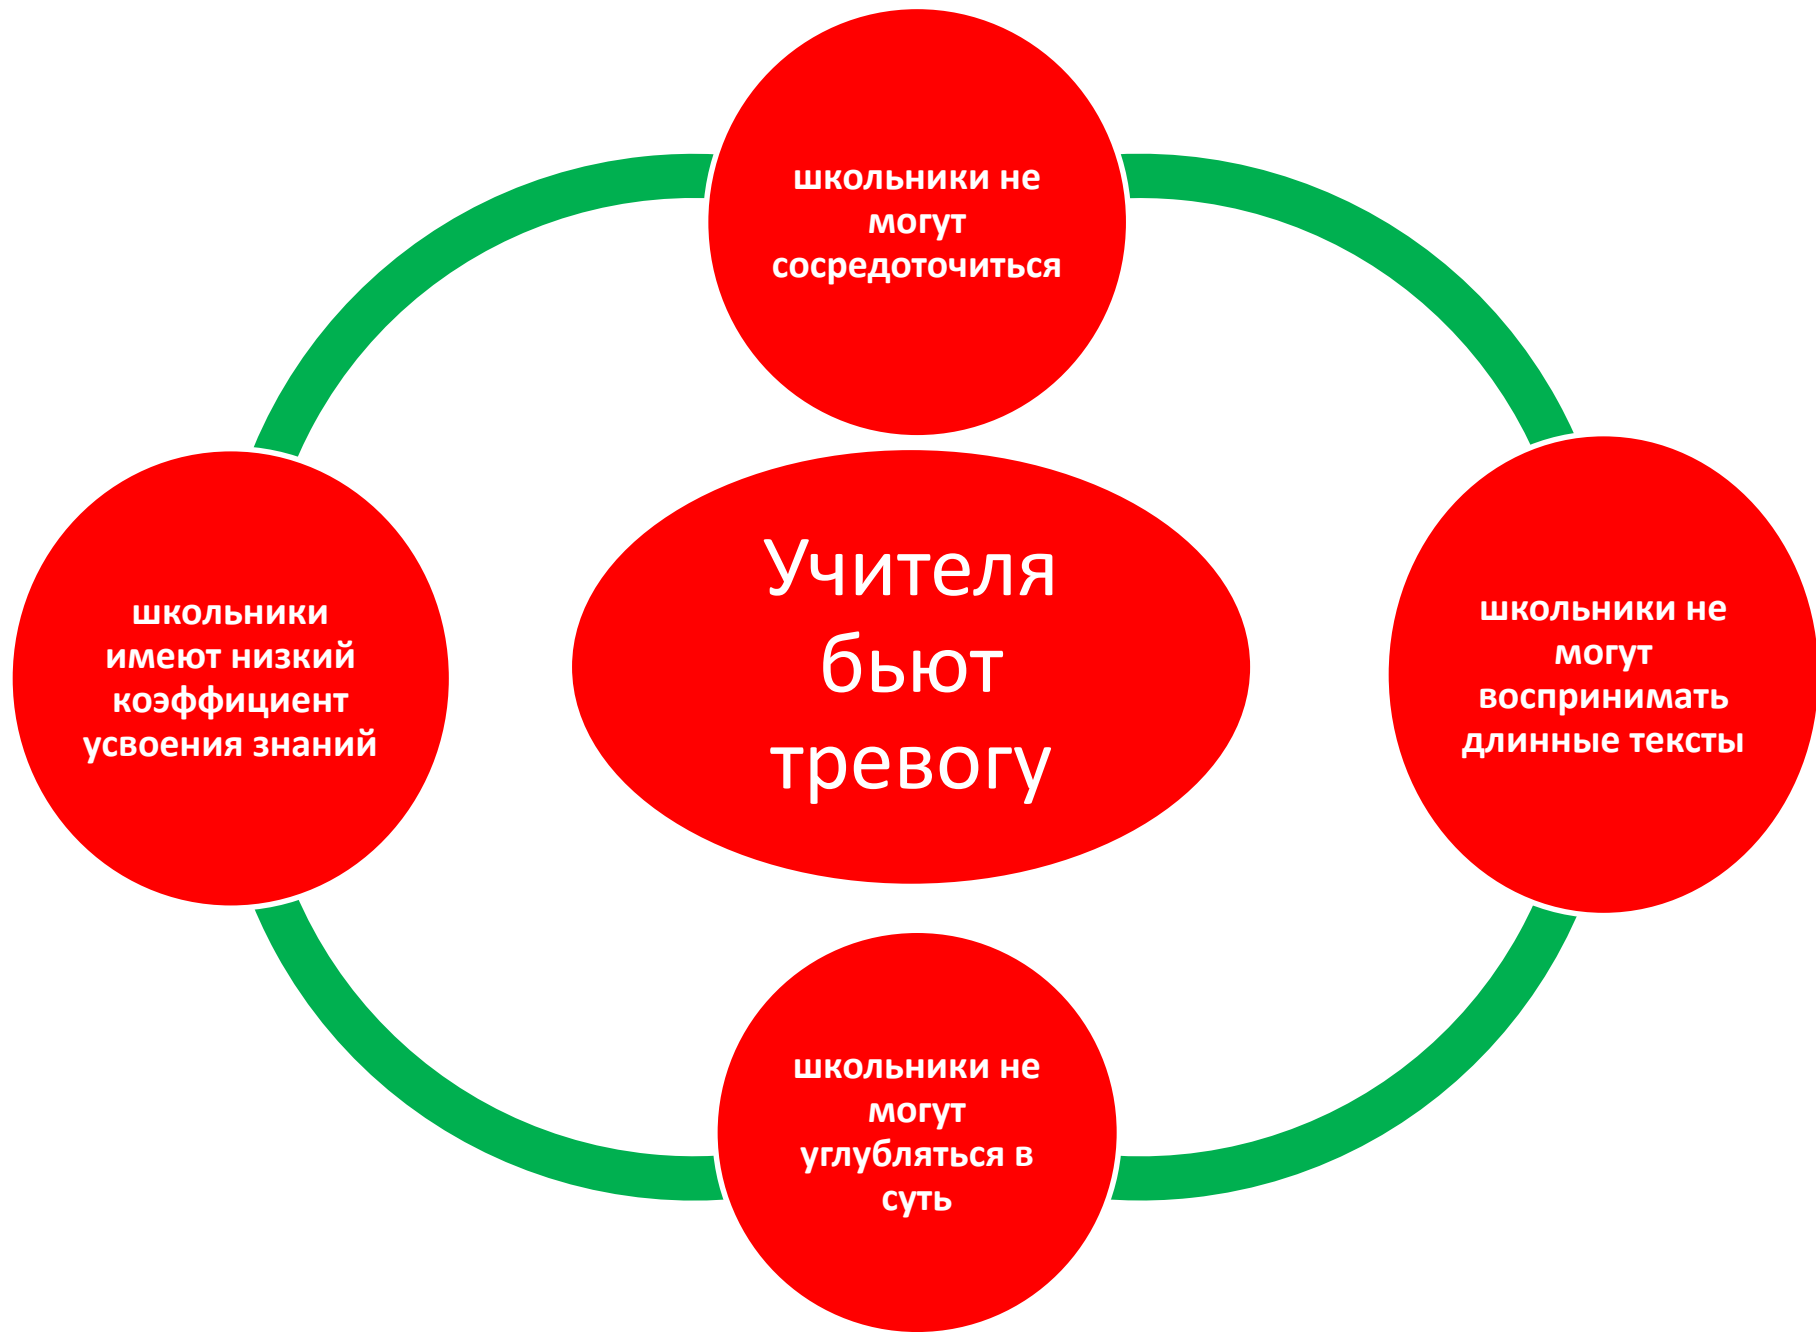 школьники не
могут
сосредоточиться
школьники
имеют низкий
коэффициент
усвоения знаний
Учителя
бьют
тревогу
школьники не
могут
воспринимать
длинные тексты
школьники не
могут
углубляться в
суть